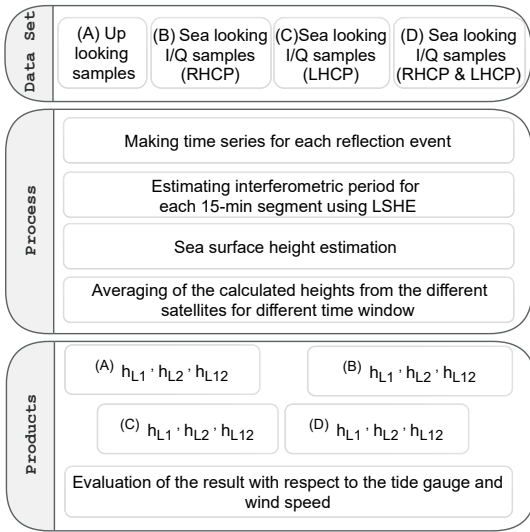 Data Set
(A) Up
looking
samples
(B) Sea looking
I/Q samples
(RHCP)
(C)Sea looking
I/Q samples
(LHCP)
(D) Sea looking
I/Q samples
(RHCP & LHCP)
Process
Making time series for each reflection event
Estimating interferometric period for
each 15-min segment using LSHE
Sea surface height estimation
Averaging of the calculated heights from the different
satellites for different time window
Products
(A) hL1 , hL2 , hL12
(B) hL1 , hL2 , hL12
(C) hL1 , hL2 , hL12
(D) hL1 , hL2 , hL12
Evaluation of the result with respect to the tide gauge and
wind speed